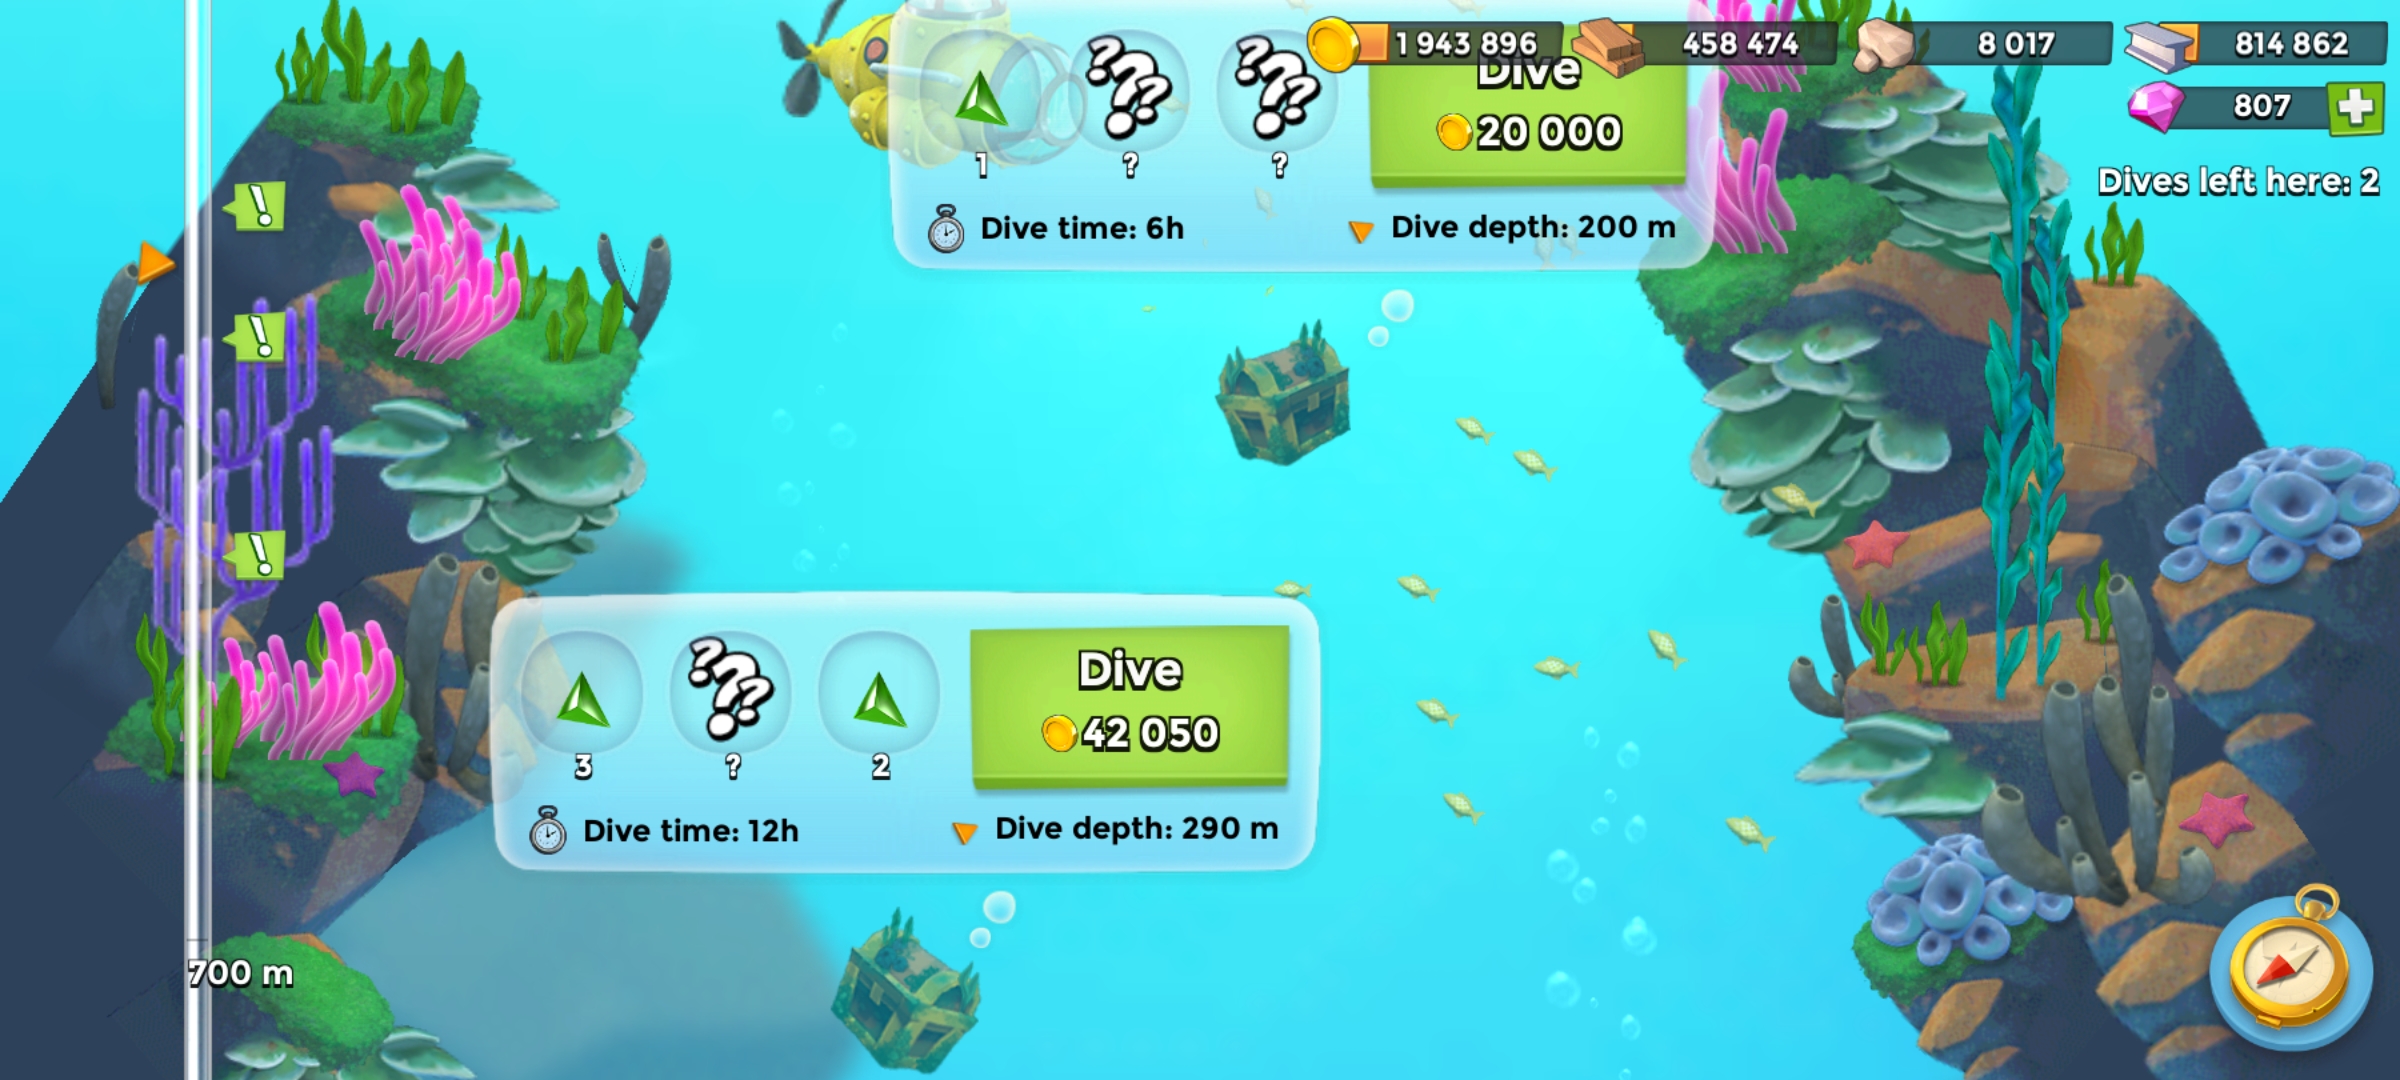 1 943 896
458 474
8 017
814 862
807
Dives left here: 2
???
?
???
?
1
Dive
20 000
Dive time: 6h
Dive depth: 200 m
!
!
!
3
???
?
2
Dive
42 050
Dive time: 12h
Dive depth: 290 m
700 m